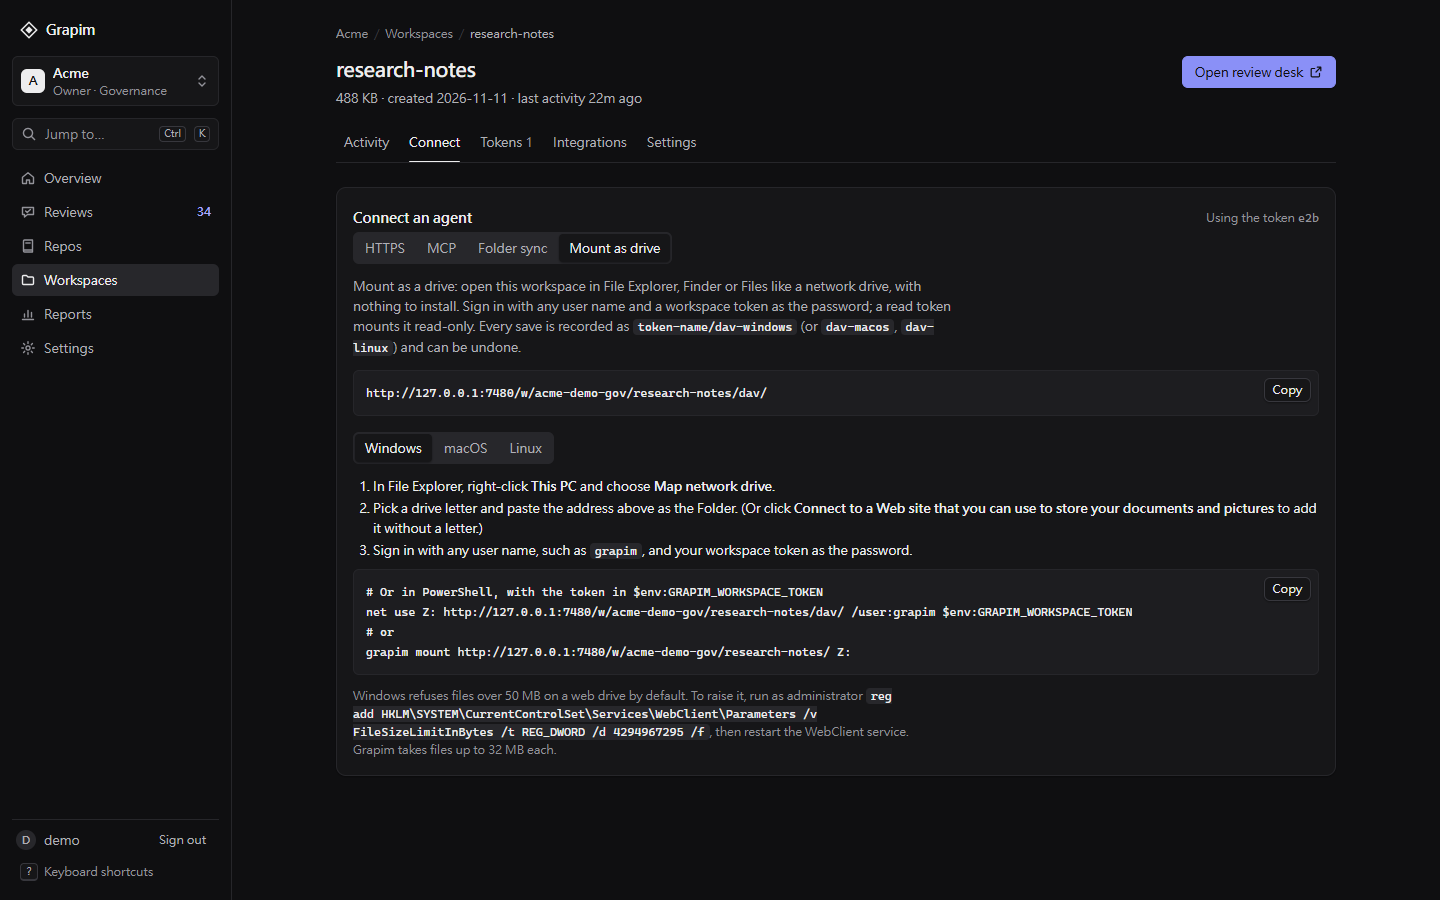 Grapim
A
Acme
Owner · Governance
Jump to...
Ctrl
K
Overview
Reviews
34
Repos
Workspaces
Reports
Settings
D
demo
Sign out
?
Keyboard shortcuts
Acme / Workspaces / research-notes
research-notes
Open review desk
488 KB · created 2026-11-11 · last activity 22m ago
Activity
Connect
Tokens 1
Integrations
Settings
Connect an agent
Using the token e2b
HTTPS
MCP
Folder sync
Mount as drive
Mount as a drive: open this workspace in File Explorer, Finder or Files like a network drive, with
nothing to install. Sign in with any user name and a workspace token as the password; a read token
mounts it read-only. Every save is recorded as token-name/dav-windows (or dav-macos, dav-
linux) and can be undone.
http://127.0.0.1:7480/w/acme-demo-gov/research-notes/dav/
Copy
Windows
macOS
Linux
1. In File Explorer, right-click This PC and choose Map network drive.
2. Pick a drive letter and paste the address above as the Folder. (Or click Connect to a Web site that you can use to store your documents and pictures to add
it without a letter.)
3. Sign in with any user name, such as grapim, and your workspace token as the password.
# Or in PowerShell, with the token in $env:GRAPIM_WORKSPACE_TOKEN
Copy
net use Z: http://127.0.0.1:7480/w/acme-demo-gov/research-notes/dav/ /user:grapim $env:GRAPIM_WORKSPACE_TOKEN
# or
grapim mount http://127.0.0.1:7480/w/acme-demo-gov/research-notes/ Z:
Windows refuses files over 50 MB on a web drive by default. To raise it, run as administrator reg
add HKLM\SYSTEM\CurrentControlSet\Services\WebClient\Parameters /v
FileSizeLimitInBytes /t REG_DWORD /d 4294967295 /f, then restart the WebClient service.
Grapim takes files up to 32 MB each.